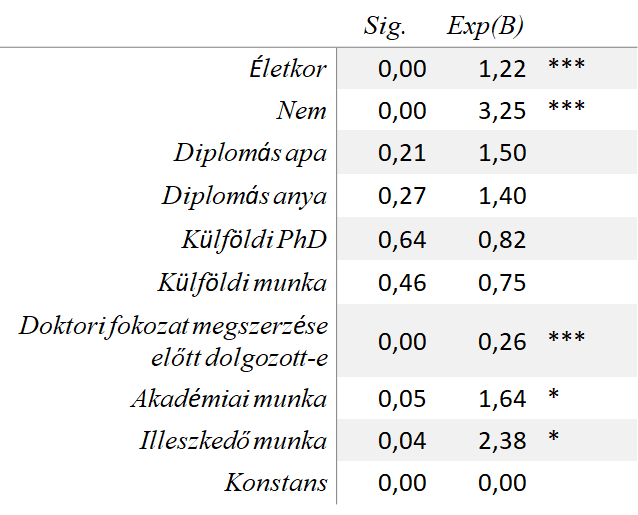 Sig. Exp(B)
Életkor 0,00 1,22 ***
Nem 0,00 3,25 ***
Diplomás apa 0,21 1,50
Diplomás anya 0,27 1,40
Külföldi PhD 0,64 0,82
Külföldi munka 0,46 0,75
Doktori fokozat megszerzése
előtt dolgozott-e 0,00 0,26 ***
Akadémiai munka 0,05 1,64 *
Illeszkedő munka 0,04 2,38 *
Konstans 0,00 0,00